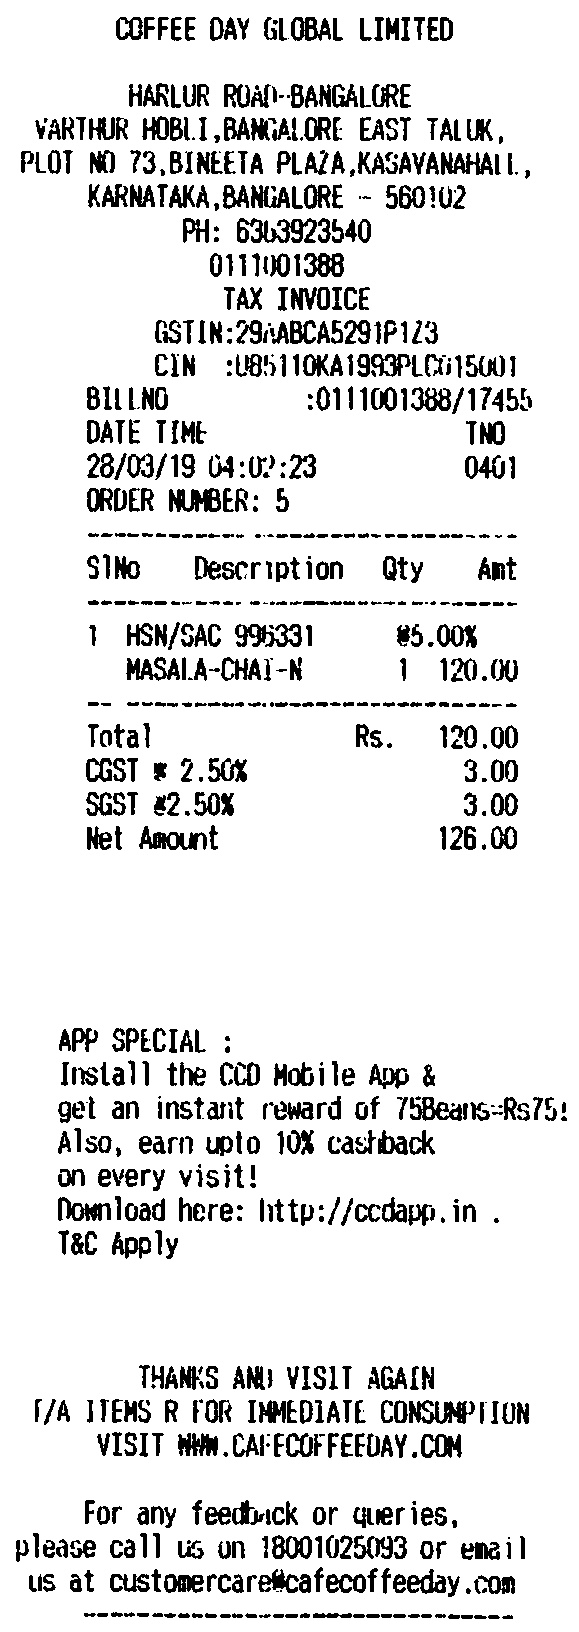 COFFEE DAY GLOBAL LIMITED
HARLUR ROAD-BANGALORE
VARTHUR HOBLI,BANGALORE EAST TALUK,
PLOT NO 73,BINEETA PLAZA,KASAVANAHALL,
KARNATAKA,BANGALORE - 560102
PH: 6363923540
0111001388
TAX INVOICE
GSTIN:29AABCA5291P1Z3
CIN :U85110KA1993PLC015001
BILLNO :0111001388/17455
DATE TIME TNO
28/03/19 04:02:23 0401
ORDER NUMBER: 5
SlNo Description Qty Amt
1 HSN/SAC 996331 @5.00%
MASALA-CHAI-N 1 120.00
Total Rs. 120.00
CGST @ 2.50% 3.00
SGST @2.50% 3.00
Net Amount 126.00
APP SPECIAL :
Install the CCD Mobile App &
get an instant reward of 75Beans=Rs75!
Also, earn upto 10% cashback
on every visit!
Download here: http://ccdapp.in .
T&C Apply
THANKS AND VISIT AGAIN
T/A ITEMS R FOR IMMEDIATE CONSUMPTION
VISIT WWW.CAFECOFFEEDAY.COM
For any feedback or queries,
please call us on 18001025093 or email
us at customercare@cafecoffeeday.com